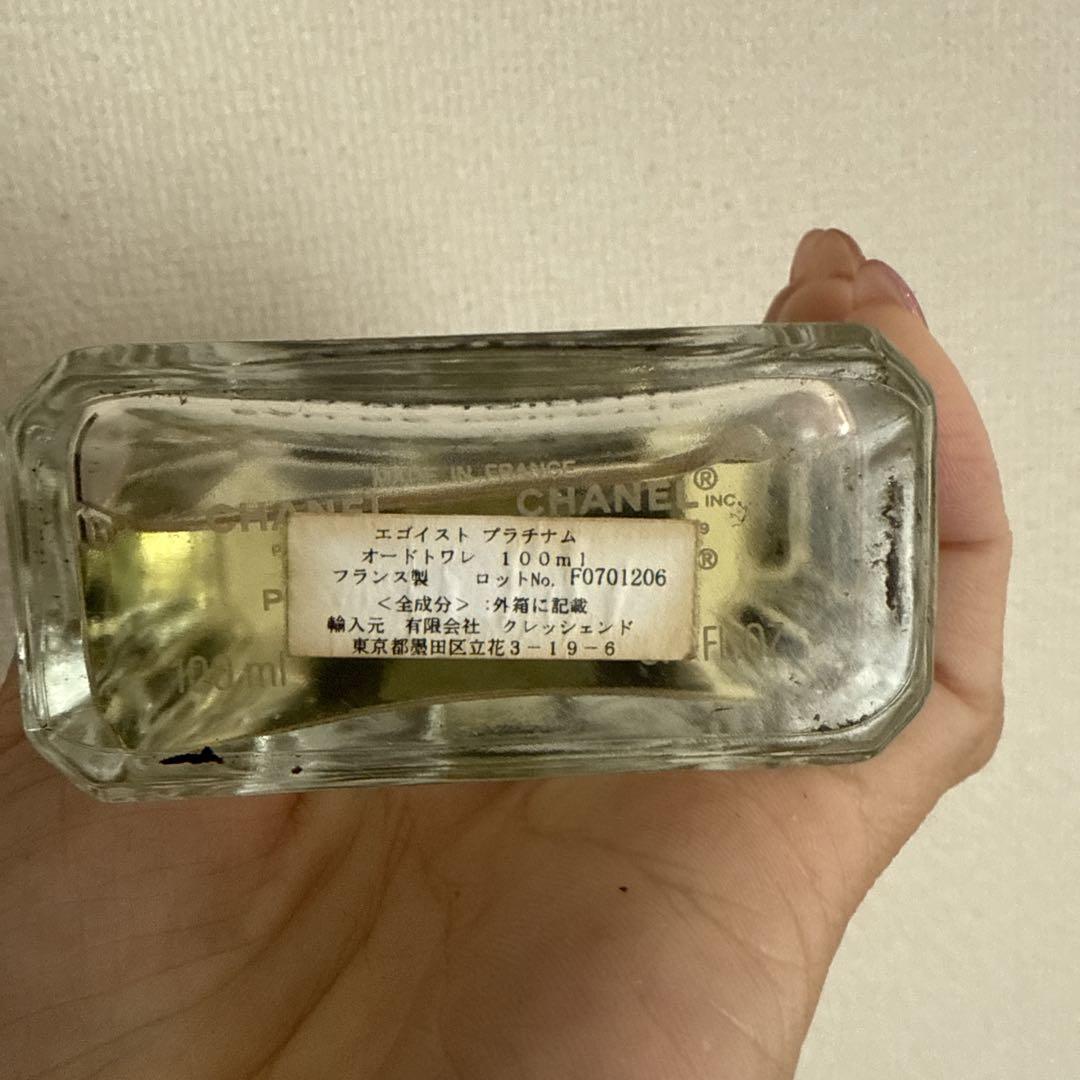 MADE IN FRANCE
CHANEL CHANEL® INC.
エゴイスト プラチナム
オードトワレ １００ml
フランス製 ロットNo. F0701206
＜全成分＞ :外箱に記載
輸入元 有限会社 クレッシェンド
東京都墨田区立花３－１９－６
®
100 ml